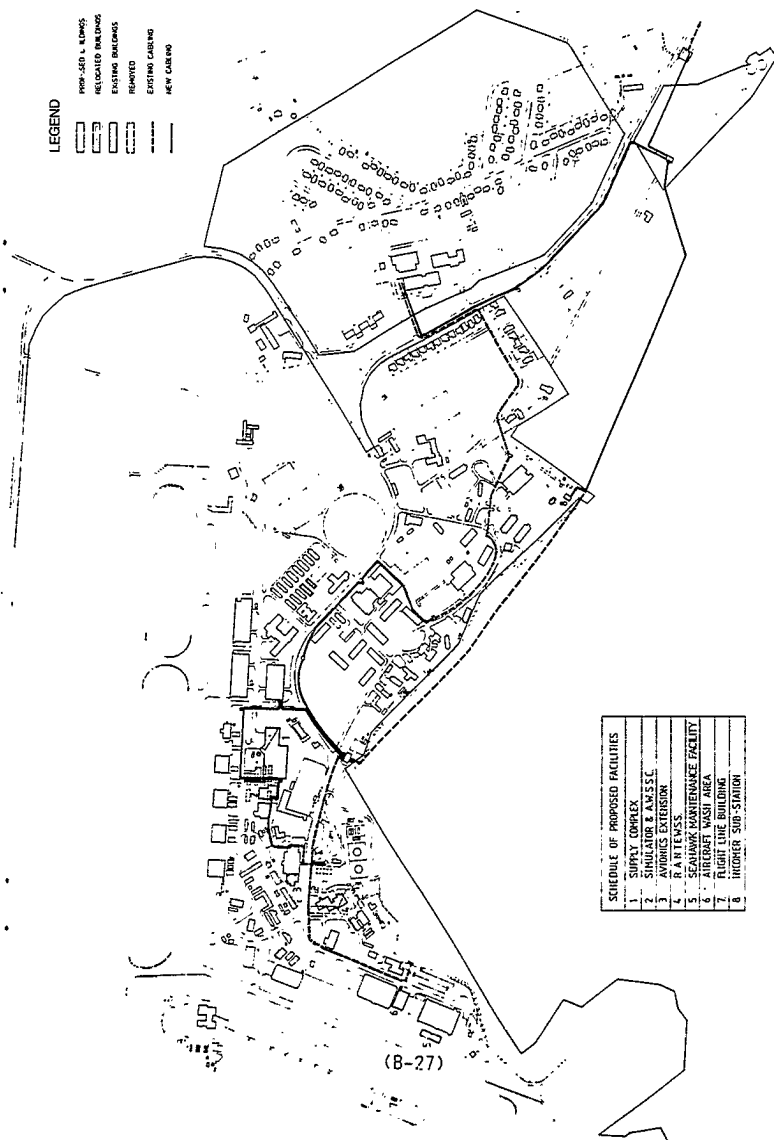 LEGEND
RELOCATED BUILDINGS
EXISTING BUILDINGS
REMOVED
EXISTING CABLING
NEW CABLING
(B-27)
SCHEDULE OF PROPOSED FACILITIES
1 SUPPLY COMPLEX
2 SIMULATOR & A.W.S.S.C.
3 AVIONICS EXTENSION
4 R.A.N.T.E.W.S.S.
5 SEAHAWK MAINTENANCE FACILITY
6 AIRCRAFT WASH AREA
7 FLIGHT LINE BUILDING
8 INCOMER SUB-STATION